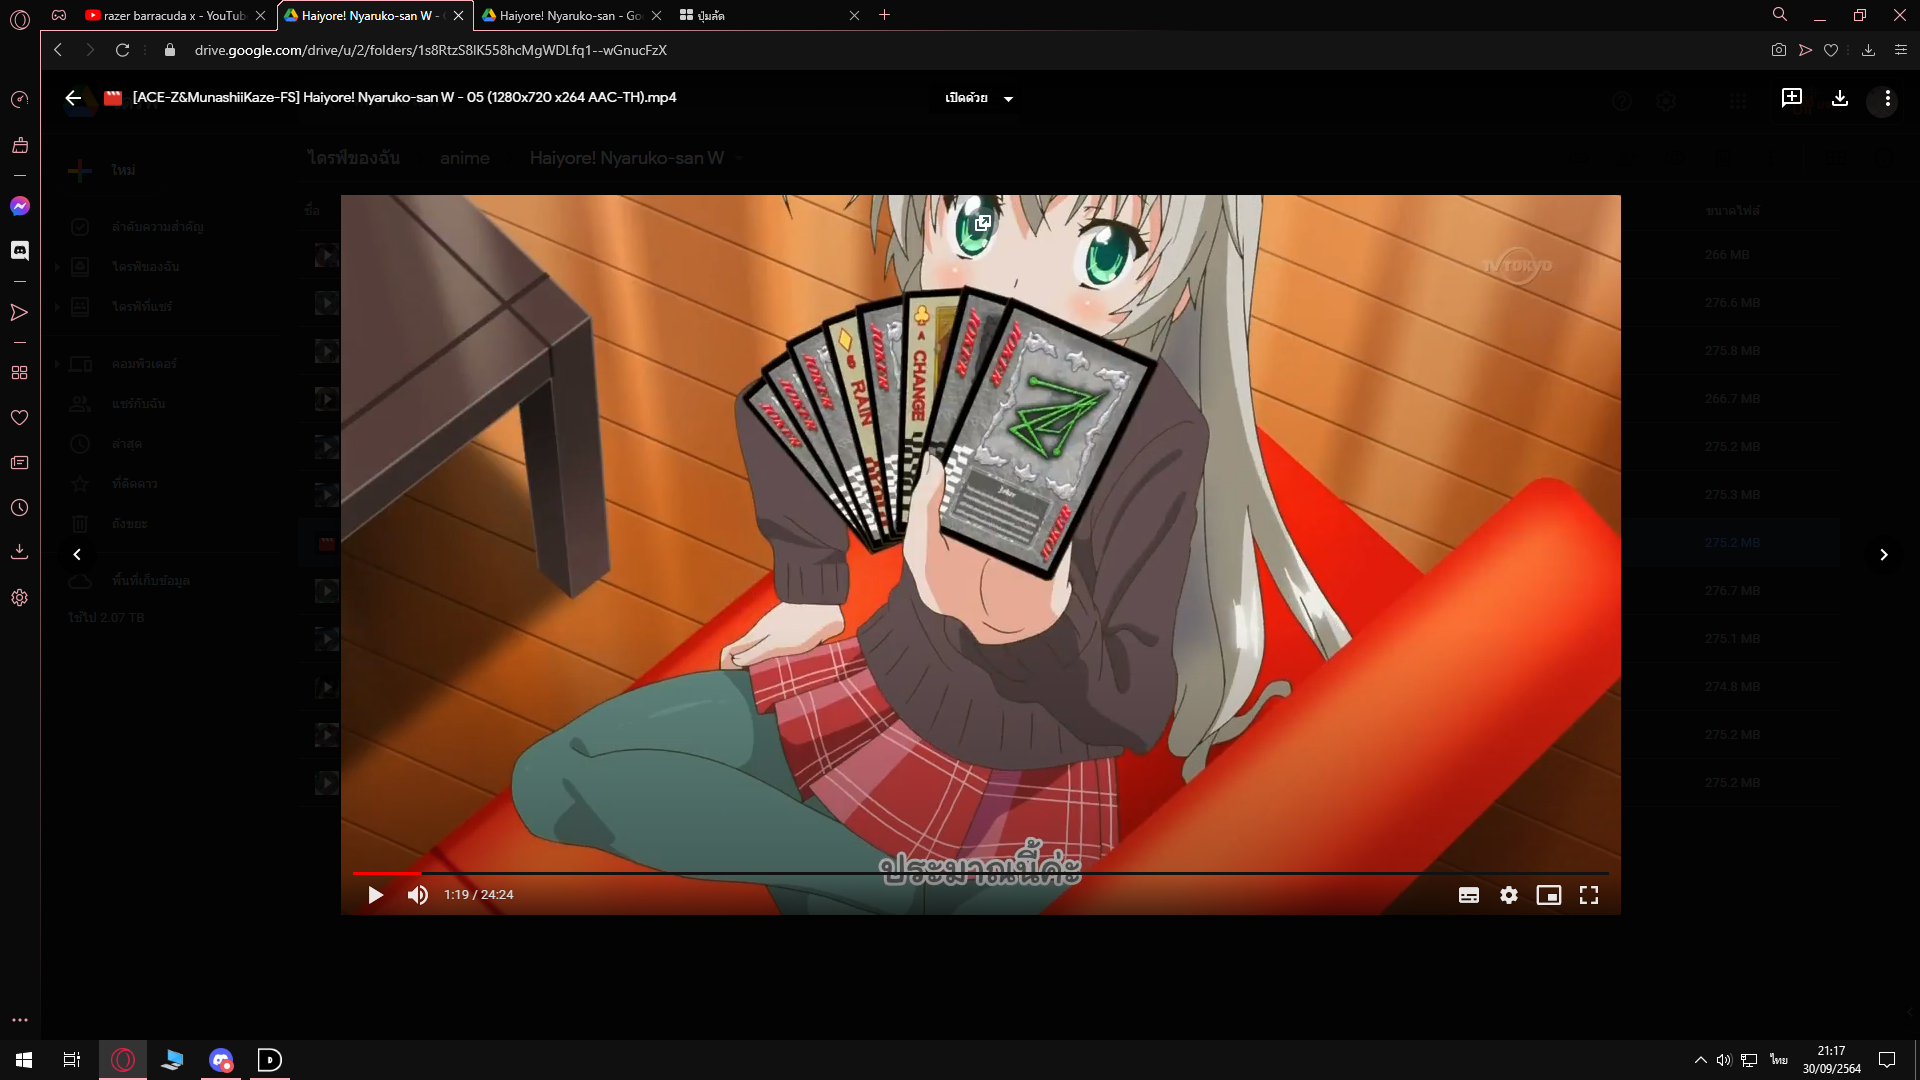 razer barracuda x - YouTub
Haiyore! Nyaruko-san W - G
Haiyore! Nyaruko-san - Go
ปุ่มลัด
drive.google.com/drive/u/2/folders/1s8RtzS8lK558hcMgWDLfq1--wGnucFzX
[ACE-Z&MunashiiKaze-FS] Haiyore! Nyaruko-san W - 05 (1280x720 x264 AAC-TH).mp4
เปิดด้วย
ไดรฟ์ของฉัน
anime
Haiyore! Nyaruko-san W
ใหม่
ชื่อ
ขนาดไฟล์
ลำดับความสำคัญ
ไดรฟ์ของฉัน
ไดรฟ์ที่แชร์
คอมพิวเตอร์
แชร์กับฉัน
ล่าสุด
ที่ติดดาว
ถังขยะ
พื้นที่เก็บข้อมูล
ใช้ไป 2.07 TB
266 MB
276.6 MB
275.8 MB
266.7 MB
275.2 MB
275.3 MB
275.2 MB
276.7 MB
275.1 MB
274.8 MB
275.2 MB
275.2 MB
TV TOKYO
JOKER
JOKER
JOKER
RAIN
JOKER
A
CHANGE
JOKER
JOKER
Joker
JOKER
ประมาณนี้ค่ะ
1:19 / 24:24
ไทย
21:17
30/09/2564